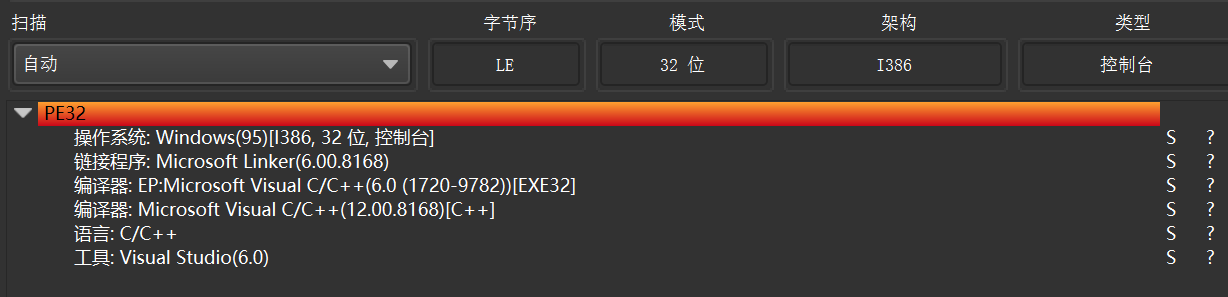 扫描 字节序 模式 架构 类型
自动 LE 32 位 I386 控制台
PE32
操作系统: Windows(95)[I386, 32 位, 控制台] S ?
链接程序: Microsoft Linker(6.00.8168) S ?
编译器: EP:Microsoft Visual C/C++(6.0 (1720-9782))[EXE32] S ?
编译器: Microsoft Visual C/C++(12.00.8168)[C++] S ?
语言: C/C++ S ?
工具: Visual Studio(6.0) S ?